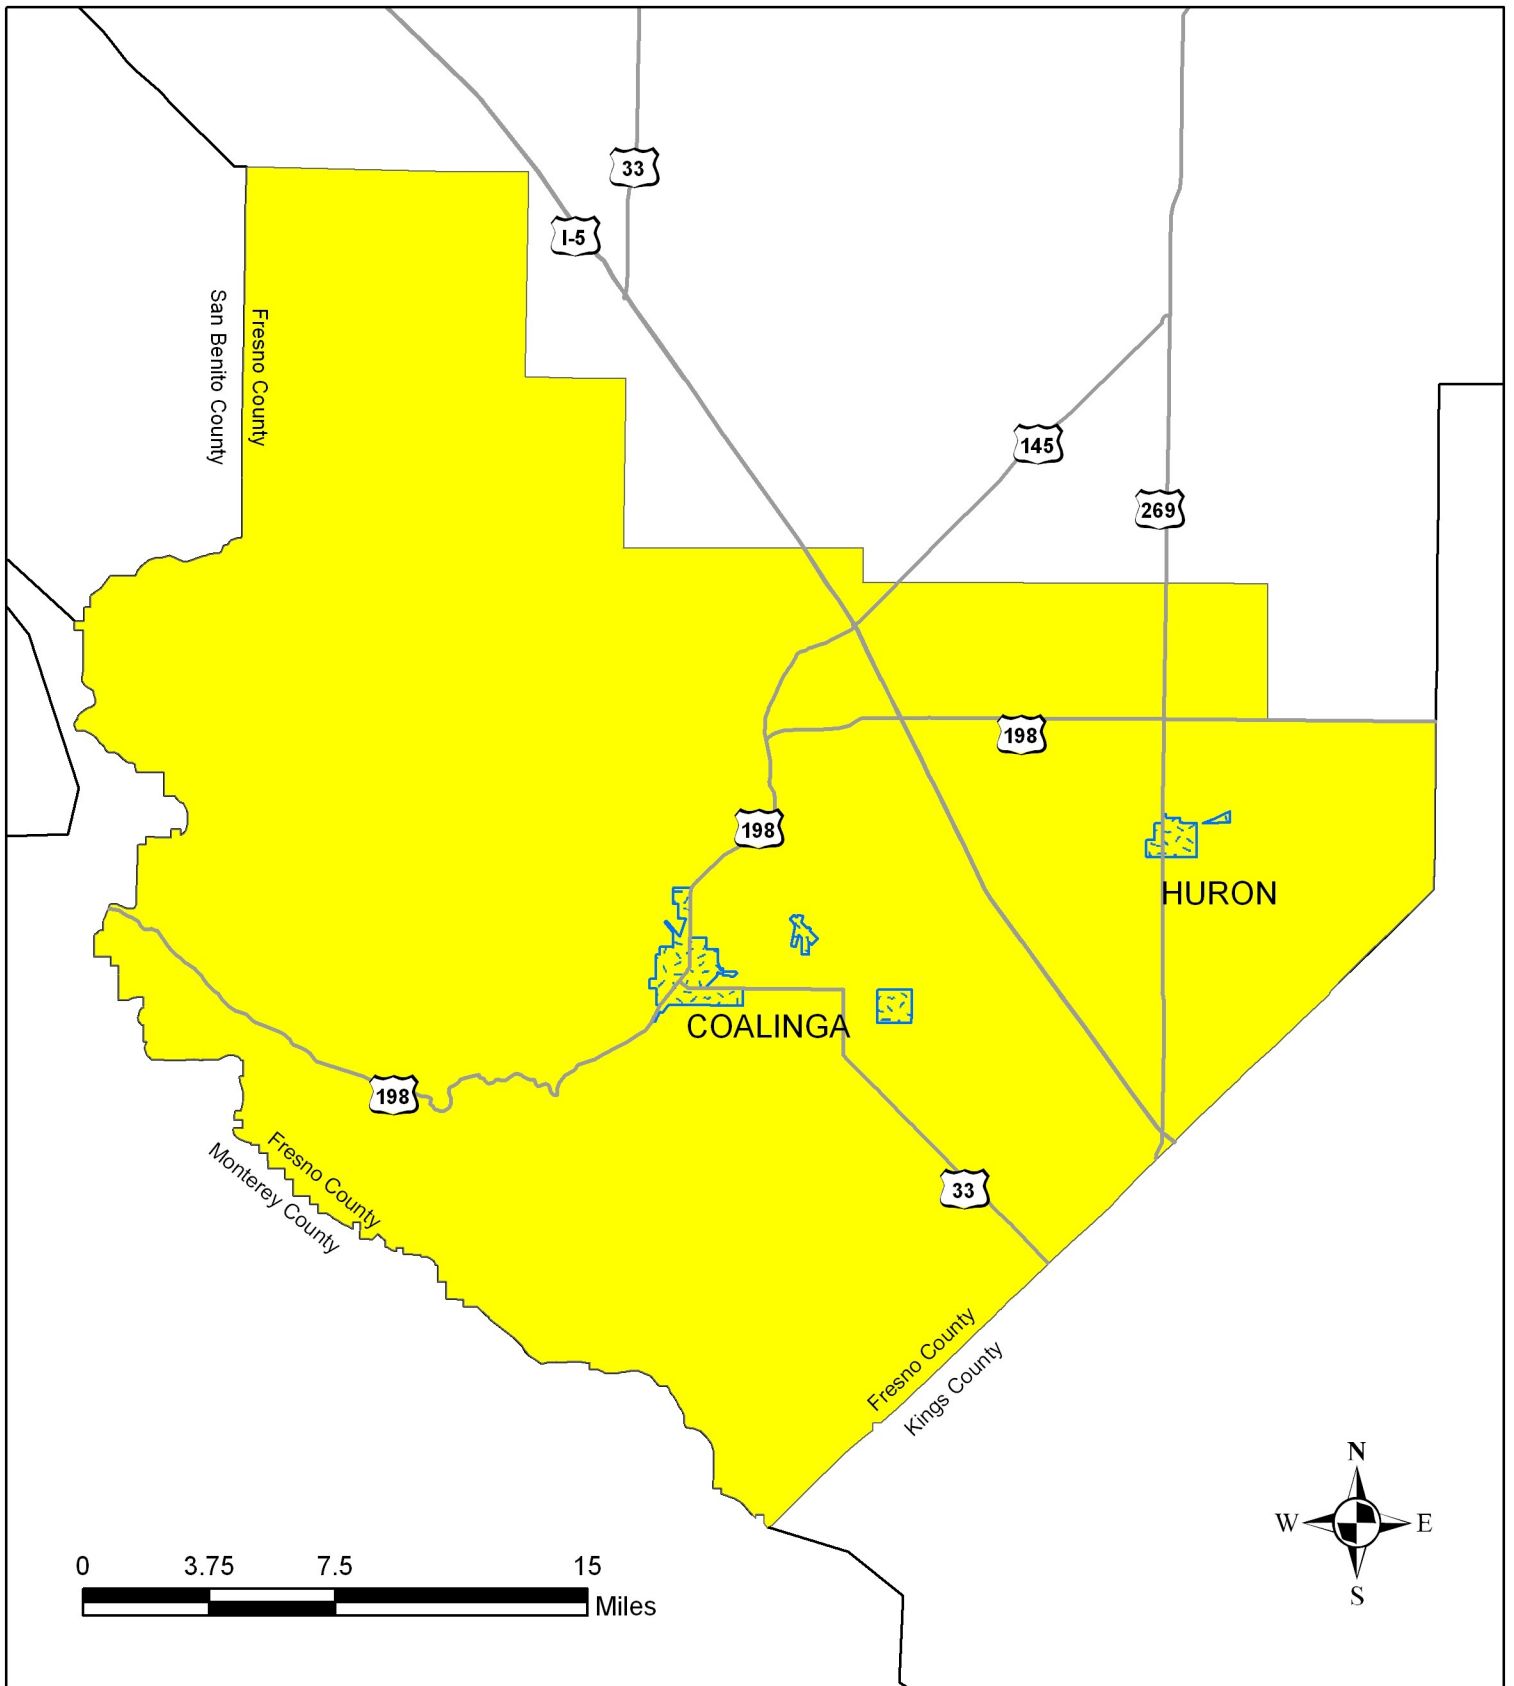 33
I-5
San Benito County
Fresno County
145
269
198
198
HURON
COALINGA
198
Fresno County
Monterey County
33
Fresno County
Kings County
N
W
E
S
0 3.75 7.5 15
Miles